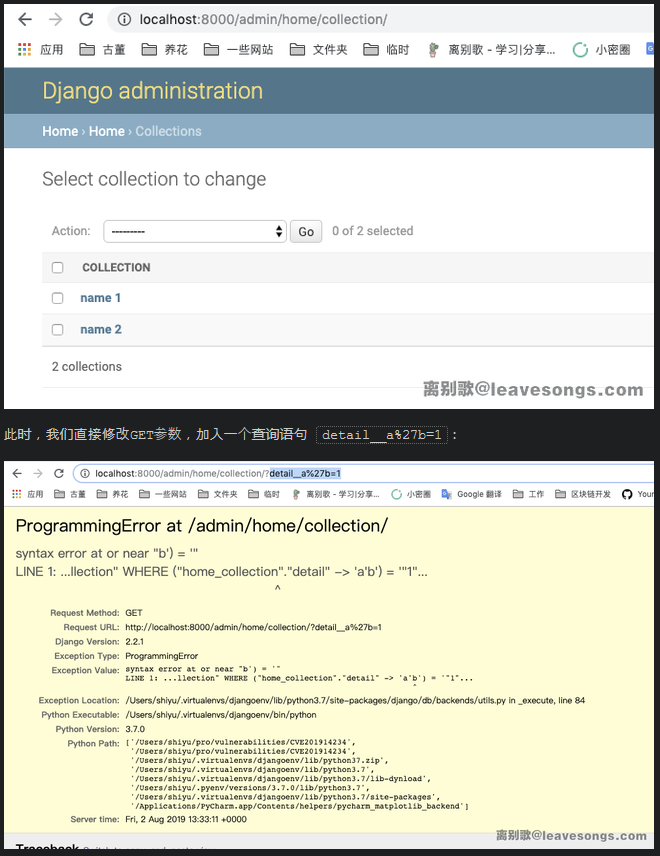 localhost:8000/admin/home/collection/
应用 古董 养花 一些网站 文件夹 临时 离别歌 - 学习|分享... 小密圈
Django administration
Home › Home › Collections
Select collection to change
Action: --------- Go 0 of 2 selected
COLLECTION
name 1
name 2
2 collections
离别歌@leavesongs.com
此时，我们直接修改GET参数，加入一个查询语句 detail__a%27b=1 ：
localhost:8000/admin/home/collection/?detail__a%27b=1
应用 古董 养花 一些网站 文件夹 临时 离别歌 - 学习|分享... 小密圈 Google 翻译 工作 区块链开发 Your
ProgrammingError at /admin/home/collection/
syntax error at or near "b') = '"
LINE 1: ...llection" WHERE ("home_collection"."detail" -> 'a'b') = '"1"...
^
Request Method: GET
Request URL: http://localhost:8000/admin/home/collection/?detail__a%27b=1
Django Version: 2.2.1
Exception Type: ProgrammingError
Exception Value: syntax error at or near "b') = '"
LINE 1: ...llection" WHERE ("home_collection"."detail" -> 'a'b') = '"1"...
^
Exception Location: /Users/shiyu/.virtualenvs/djangoenv/lib/python3.7/site-packages/django/db/backends/utils.py in _execute, line 84
Python Executable: /Users/shiyu/.virtualenvs/djangoenv/bin/python
Python Version: 3.7.0
Python Path: ['/Users/shiyu/pro/vulnerabilities/CVE201914234',
'/Users/shiyu/pro/vulnerabilities/CVE201914234',
'/Users/shiyu/.virtualenvs/djangoenv/lib/python37.zip',
'/Users/shiyu/.virtualenvs/djangoenv/lib/python3.7',
'/Users/shiyu/.virtualenvs/djangoenv/lib/python3.7/lib-dynload',
'/Users/shiyu/.pyenv/versions/3.7.0/lib/python3.7',
'/Users/shiyu/.virtualenvs/djangoenv/lib/python3.7/site-packages',
'/Applications/PyCharm.app/Contents/helpers/pycharm_matplotlib_backend']
Server time: Fri, 2 Aug 2019 13:33:11 +0000
离别歌@leavesongs.com
Traceback